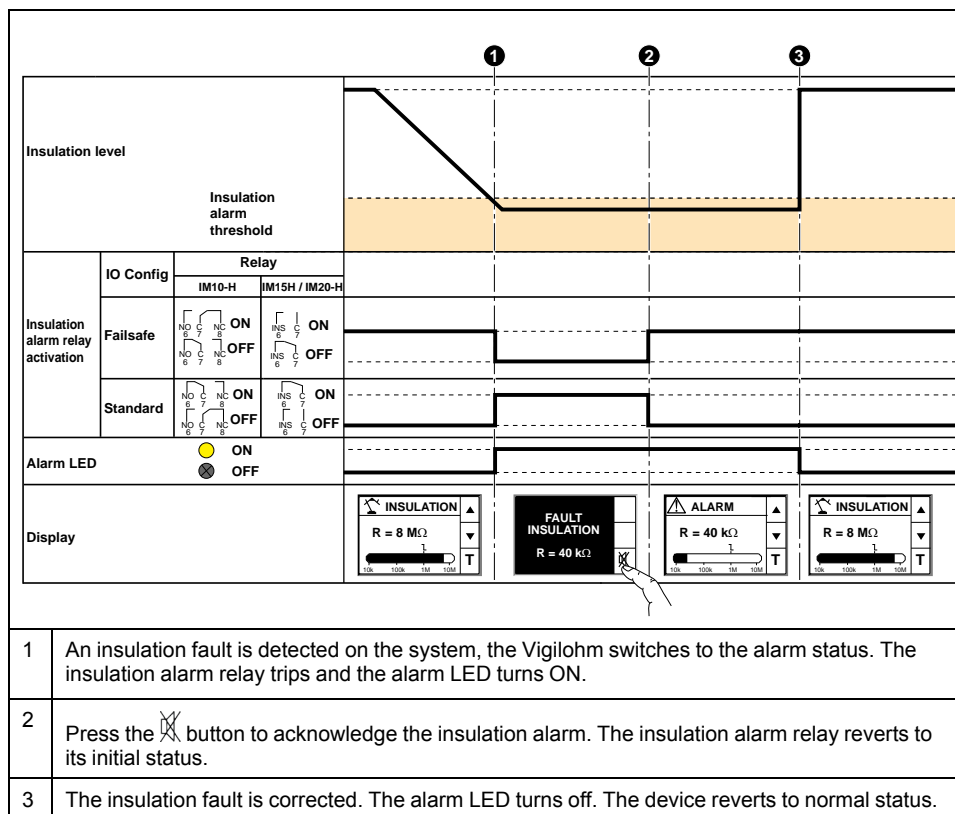 1 2 3
Insulation level
Insulation
alarm
threshold
Insulation
alarm relay
activation
IO Config
Relay
IM10-H
IM15H / IM20-H
Failsafe
NO C NC ON
6 7 8
NO C NC OFF
6 7 8
INS C ON
6 7
INS C OFF
6 7
Standard
NO C NC ON
6 7 8
NO C NC OFF
6 7 8
INS C ON
6 7
INS C OFF
6 7
Alarm LED
ON
OFF
Display
INSULATION
R = 8 MΩ
10k 100k 1M 10M
T
FAULT
INSULATION
R = 40 kΩ
ALARM
R = 40 kΩ
10k 100k 1M 10M
T
INSULATION
R = 8 MΩ
10k 100k 1M 10M
T
1 An insulation fault is detected on the system, the Vigilohm switches to the alarm status. The
insulation alarm relay trips and the alarm LED turns ON.
2 Press the button to acknowledge the insulation alarm. The insulation alarm relay reverts to
its initial status.
3 The insulation fault is corrected. The alarm LED turns off. The device reverts to normal status.